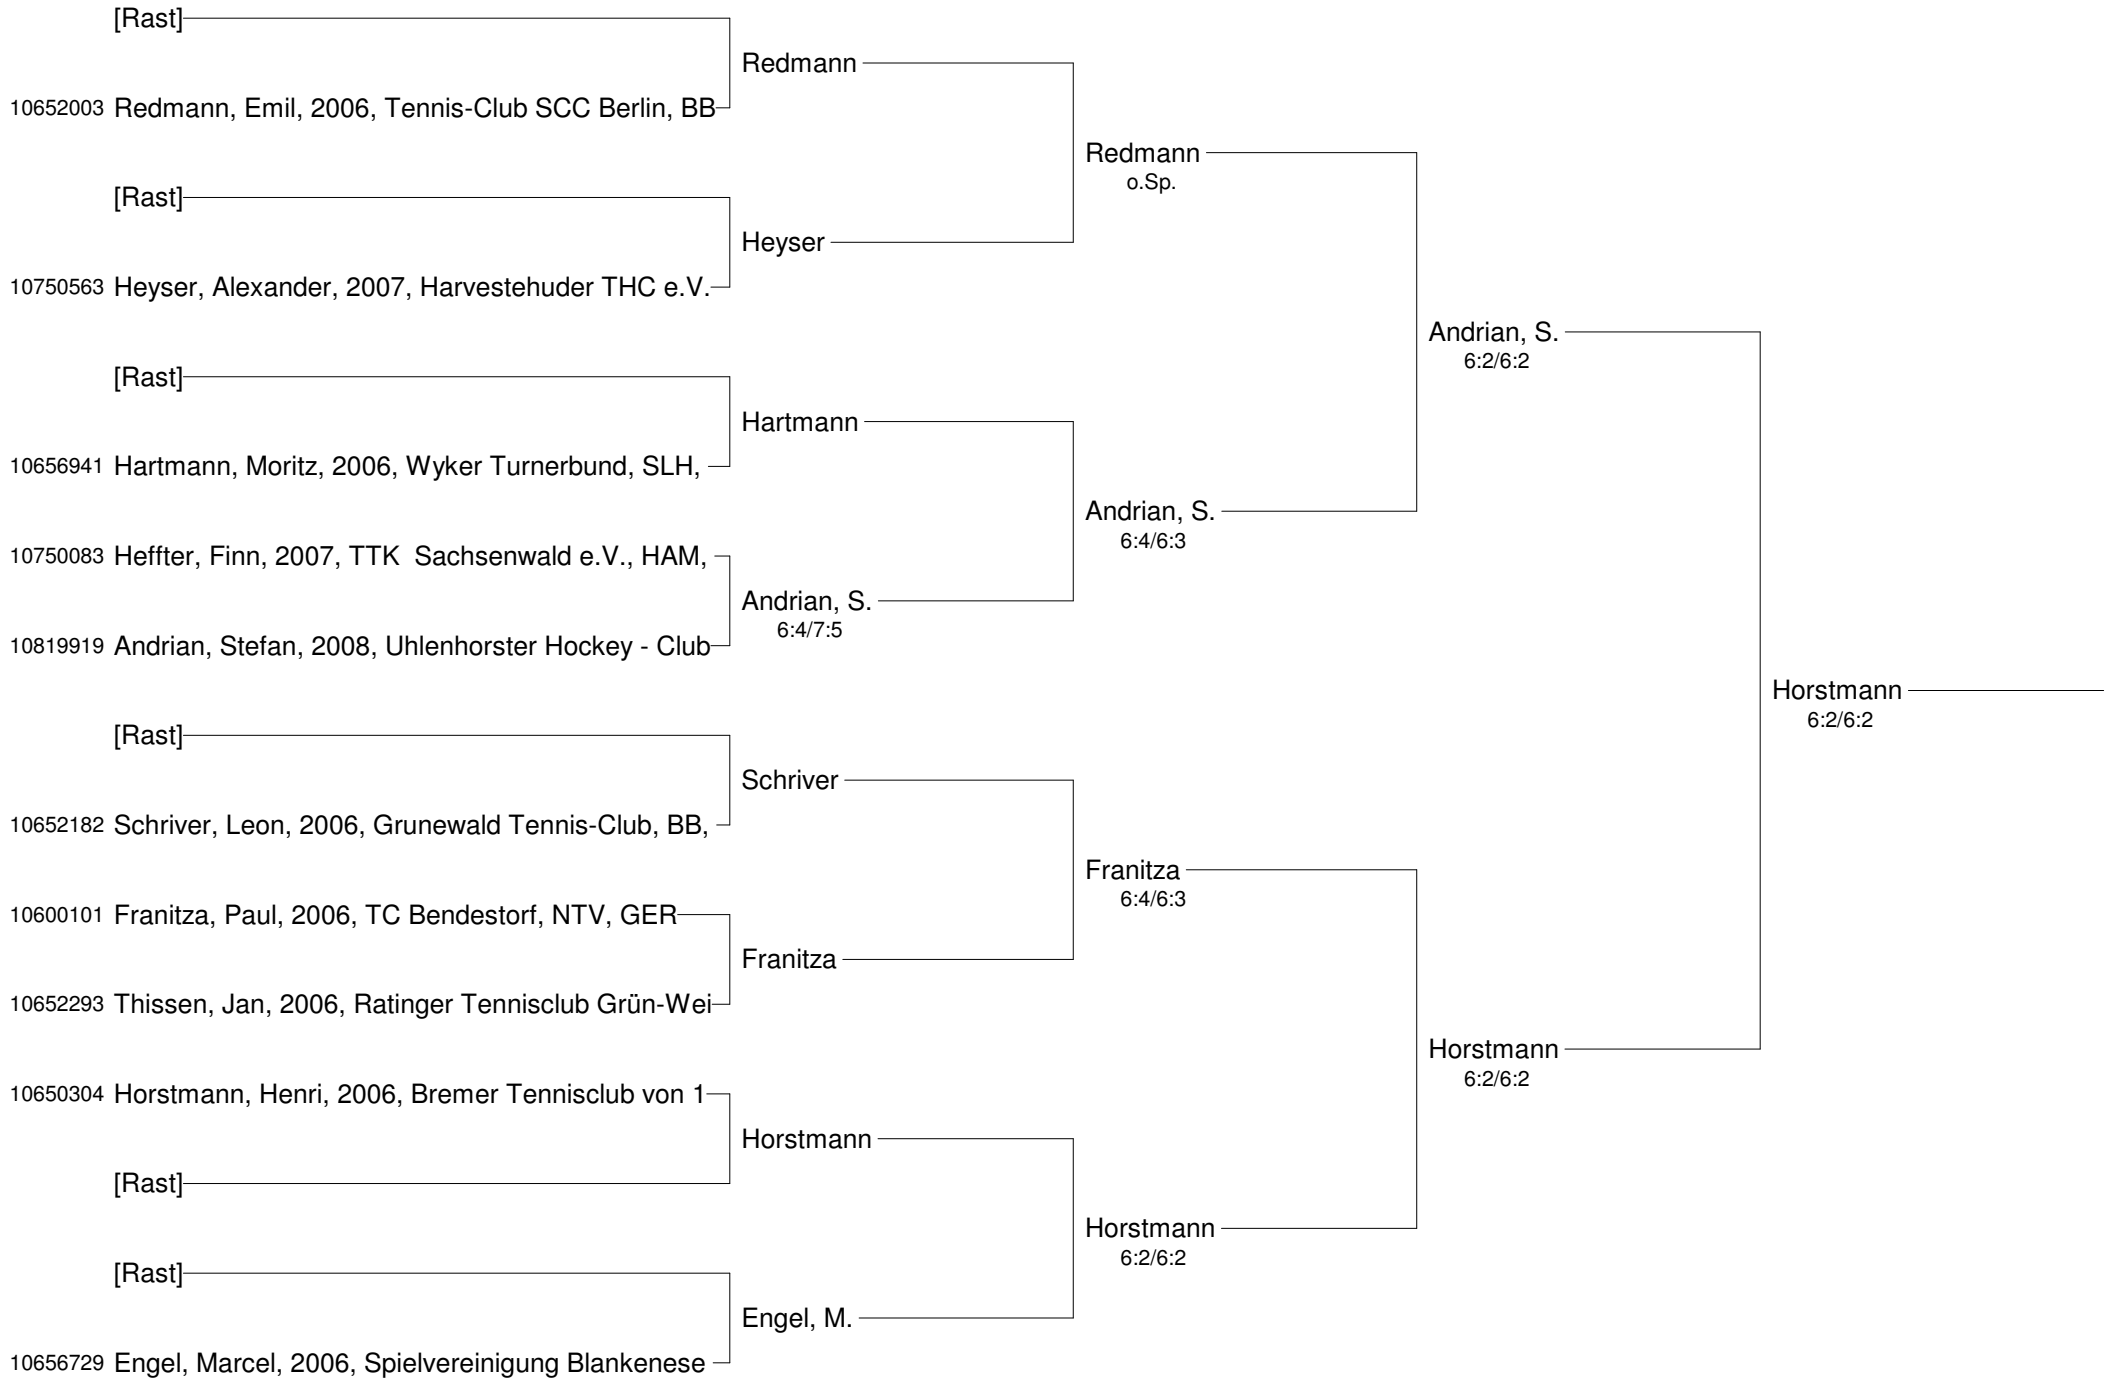 [Rast]
Redmann
10652003 Redmann, Emil, 2006, Tennis-Club SCC Berlin, BB
Redmann
o.Sp.
[Rast]
Heyser
10750563 Heyser, Alexander, 2007, Harvestehuder THC e.V.
Andrian, S.
6:2/6:2
[Rast]
Hartmann
10656941 Hartmann, Moritz, 2006, Wyker Turnerbund, SLH,
Andrian, S.
6:4/6:3
10750083 Heffter, Finn, 2007, TTK  Sachsenwald e.V., HAM,
Andrian, S.
6:4/7:5
10819919 Andrian, Stefan, 2008, Uhlenhorster Hockey - Club
Horstmann
6:2/6:2
[Rast]
Schriver
10652182 Schriver, Leon, 2006, Grunewald Tennis-Club, BB,
Franitza
6:4/6:3
10600101 Franitza, Paul, 2006, TC Bendestorf, NTV, GER
Franitza
10652293 Thissen, Jan, 2006, Ratinger Tennisclub Grün-Wei
Horstmann
6:2/6:2
10650304 Horstmann, Henri, 2006, Bremer Tennisclub von 1
Horstmann
[Rast]
Horstmann
6:2/6:2
[Rast]
Engel, M.
10656729 Engel, Marcel, 2006, Spielvereinigung Blankenese